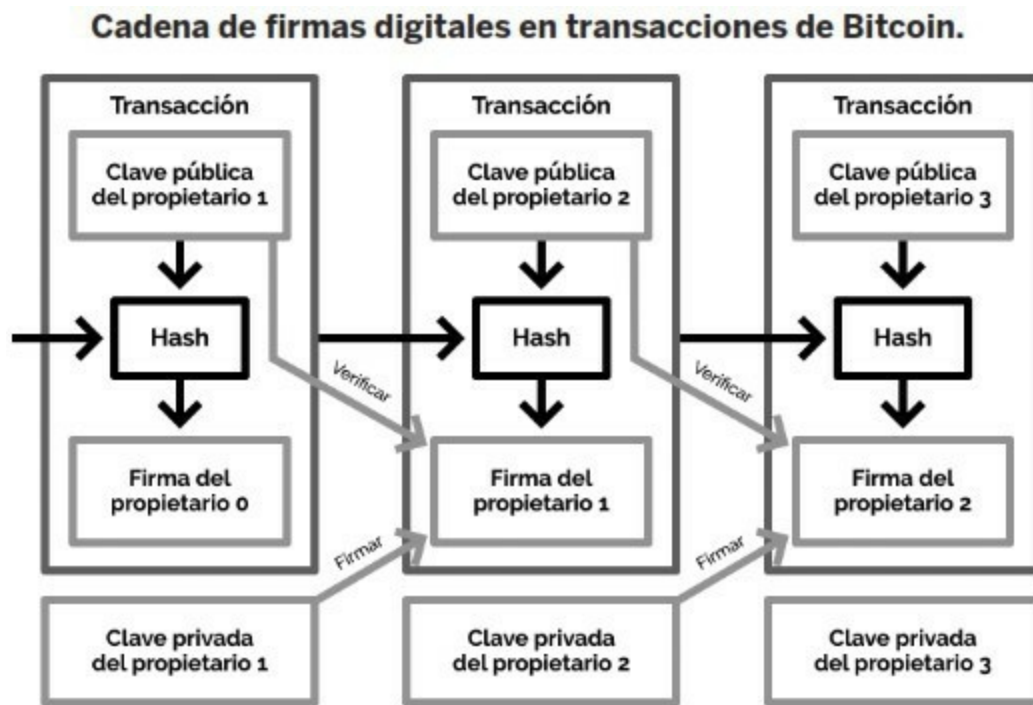 Cadena de firmas digitales en transacciones de Bitcoin.
Transacción
Clave pública
del propietario 1
Hash
Verificar
Firma del
propietario 0
Firmar
Clave privada
del propietario 1
Transacción
Clave pública
del propietario 2
Hash
Verificar
Firma del
propietario 1
Firmar
Clave privada
del propietario 2
Transacción
Clave pública
del propietario 3
Hash
Firma del
propietario 2
Clave privada
del propietario 3